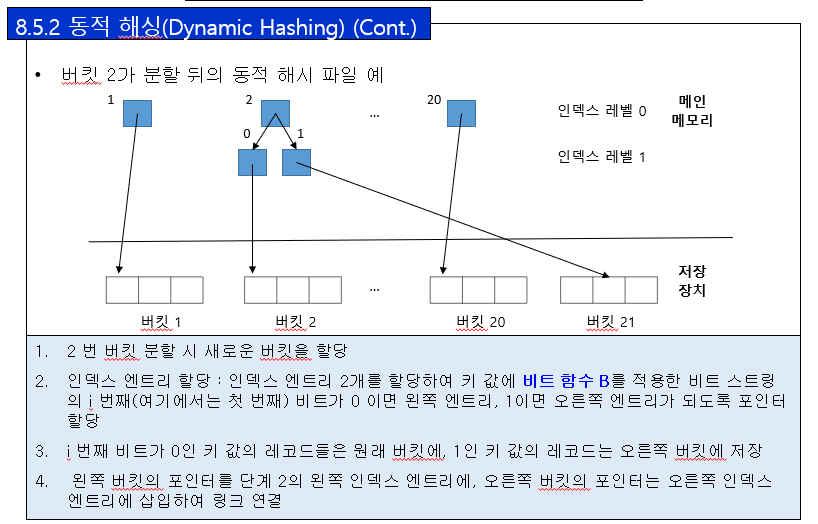 8.5.2 동적 해싱(Dynamic Hashing) (Cont.)
• 버킷 2가 분할 뒤의 동적 해시 파일 예
1
2
...
20
인덱스 레벨 0
메인
메모리
0
1
인덱스 레벨 1
...
저장
장치
버킷 1
버킷 2
버킷 20
버킷 21
1. 2 번 버킷 분할 시 새로운 버킷을 할당
2. 인덱스 엔트리 할당 : 인덱스 엔트리 2개를 할당하여 키 값에 비트 함수 B를 적용한 비트 스트링
의 i 번째(여기에서는 첫 번째) 비트가 0 이면 왼쪽 엔트리, 1이면 오른쪽 엔트리가 되도록 포인터
할당
3. i 번째 비트가 0인 키 값의 레코드들은 원래 버킷에, 1인 키 값의 레코드는 오른쪽 버킷에 저장
4. 왼쪽 버킷의 포인터를 단계 2의 왼쪽 인덱스 엔트리에, 오른쪽 버킷의 포인터는 오른쪽 인덱스
엔트리에 삽입하여 링크 연결